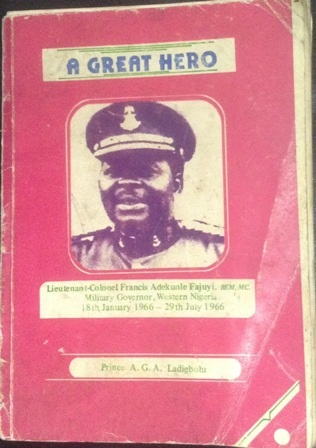 A GREAT HERO
Lieutenant-Colonel Francis Adekunle Fajuyi, BEM, MC.
Military Governor, Western Nigeria
18th January 1966 – 29th July 1966
Prince A. G. A. Ladigbolu